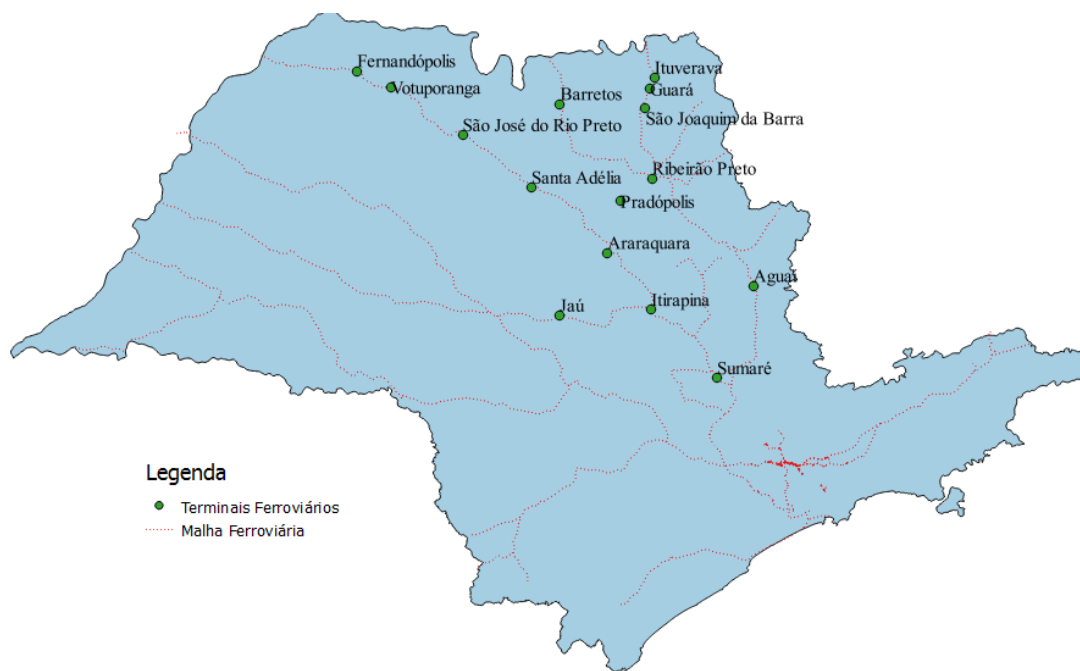 Fernandópolis
Votuporanga
Ituverava
Guará
Barretos
São Joaquim da Barra
São José do Rio Preto
Ribeirão Preto
Santa Adélia
Pradópolis
Araraquara
Aguaí
Jaú
Itirapina
Sumaré
Legenda
Terminais Ferroviários
Malha Ferroviária